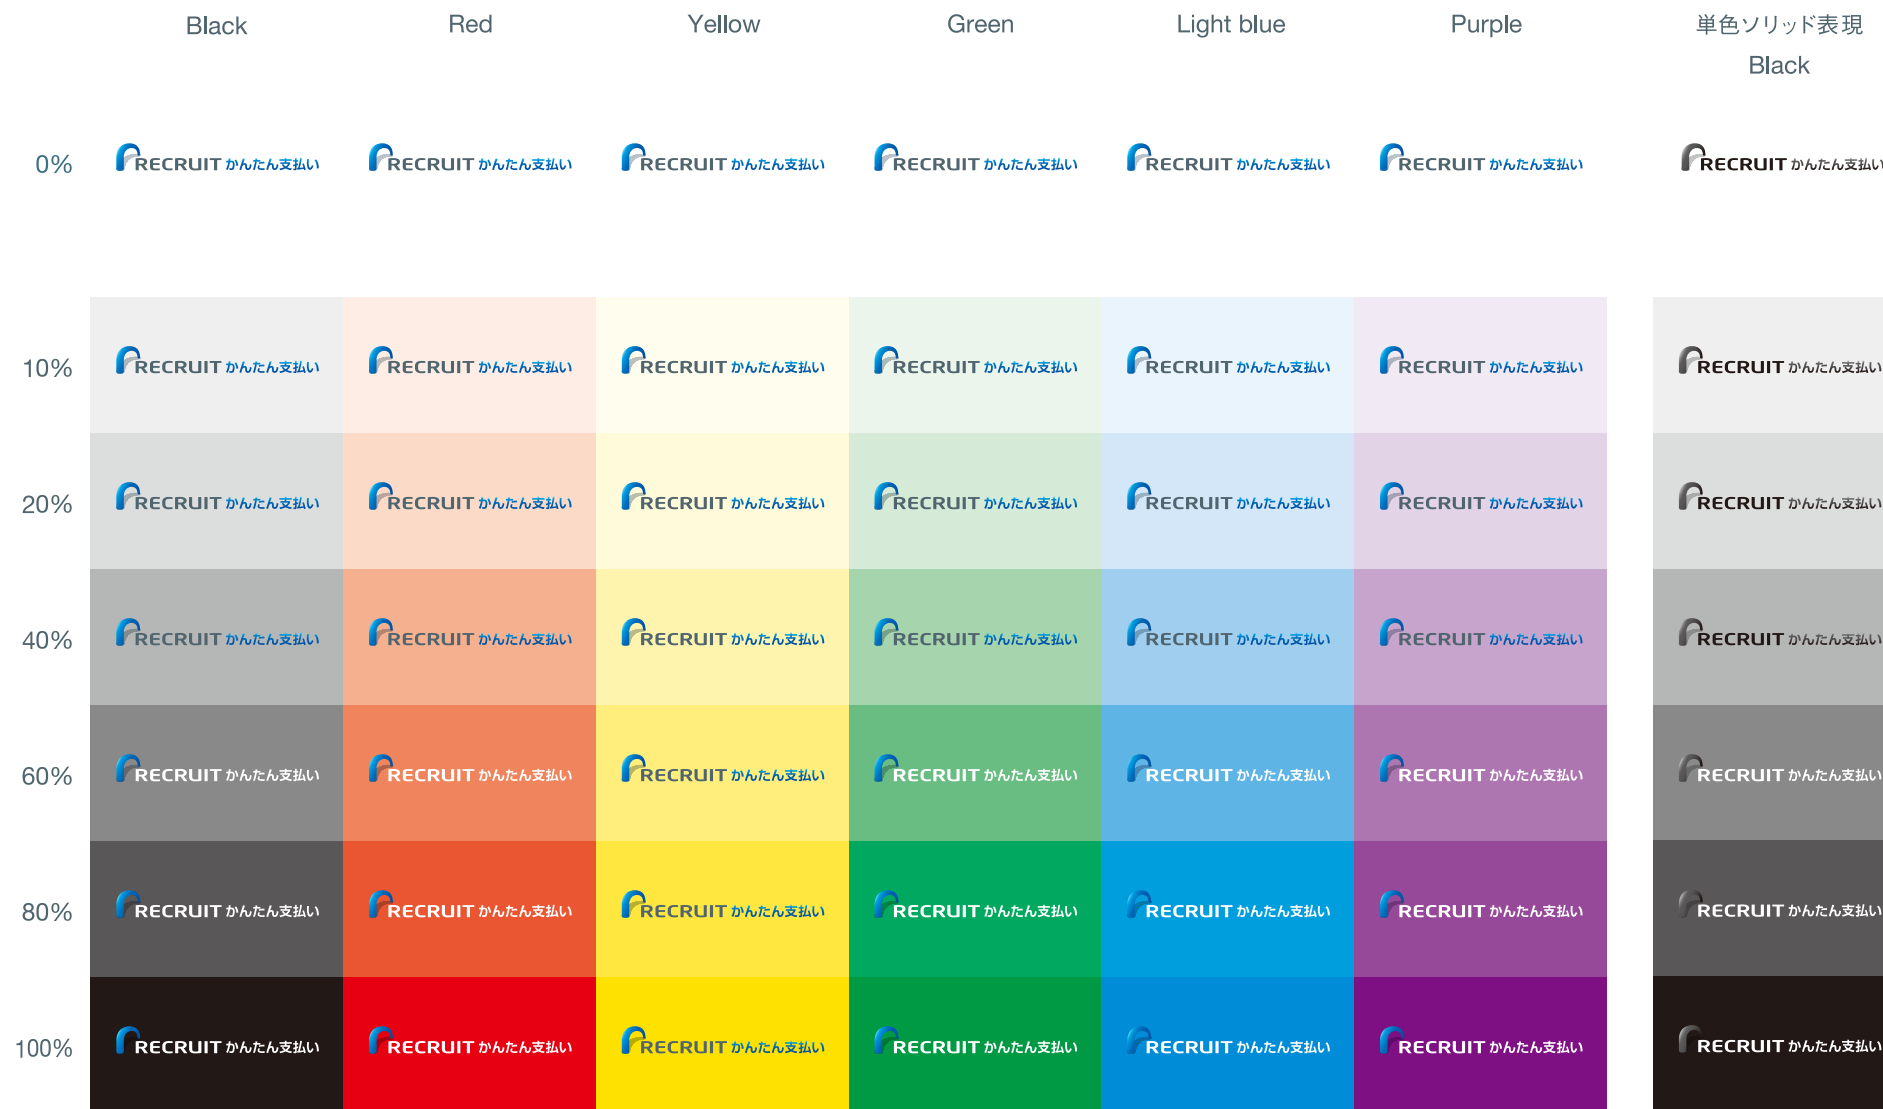 Black Red Yellow Green Light blue Purple 単色ソリッド表現
Black
0% RECRUIT かんたん支払い RECRUIT かんたん支払い RECRUIT かんたん支払い RECRUIT かんたん支払い RECRUIT かんたん支払い RECRUIT かんたん支払い RECRUIT かんたん支払い
10% RECRUIT かんたん支払い RECRUIT かんたん支払い RECRUIT かんたん支払い RECRUIT かんたん支払い RECRUIT かんたん支払い RECRUIT かんたん支払い RECRUIT かんたん支払い
20% RECRUIT かんたん支払い RECRUIT かんたん支払い RECRUIT かんたん支払い RECRUIT かんたん支払い RECRUIT かんたん支払い RECRUIT かんたん支払い RECRUIT かんたん支払い
40% RECRUIT かんたん支払い RECRUIT かんたん支払い RECRUIT かんたん支払い RECRUIT かんたん支払い RECRUIT かんたん支払い RECRUIT かんたん支払い RECRUIT かんたん支払い
60% RECRUIT かんたん支払い RECRUIT かんたん支払い RECRUIT かんたん支払い RECRUIT かんたん支払い RECRUIT かんたん支払い RECRUIT かんたん支払い RECRUIT かんたん支払い
80% RECRUIT かんたん支払い RECRUIT かんたん支払い RECRUIT かんたん支払い RECRUIT かんたん支払い RECRUIT かんたん支払い RECRUIT かんたん支払い RECRUIT かんたん支払い
100% RECRUIT かんたん支払い RECRUIT かんたん支払い RECRUIT かんたん支払い RECRUIT かんたん支払い RECRUIT かんたん支払い RECRUIT かんたん支払い RECRUIT かんたん支払い